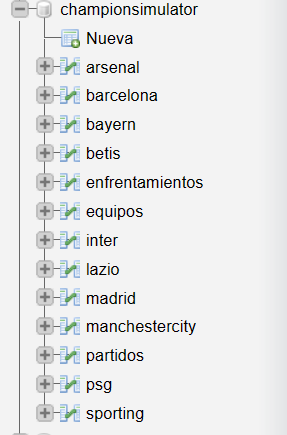 championsimulator
Nueva
arsenal
barcelona
bayern
betis
enfrentamientos
equipos
inter
lazio
madrid
manchestercity
partidos
psg
sporting